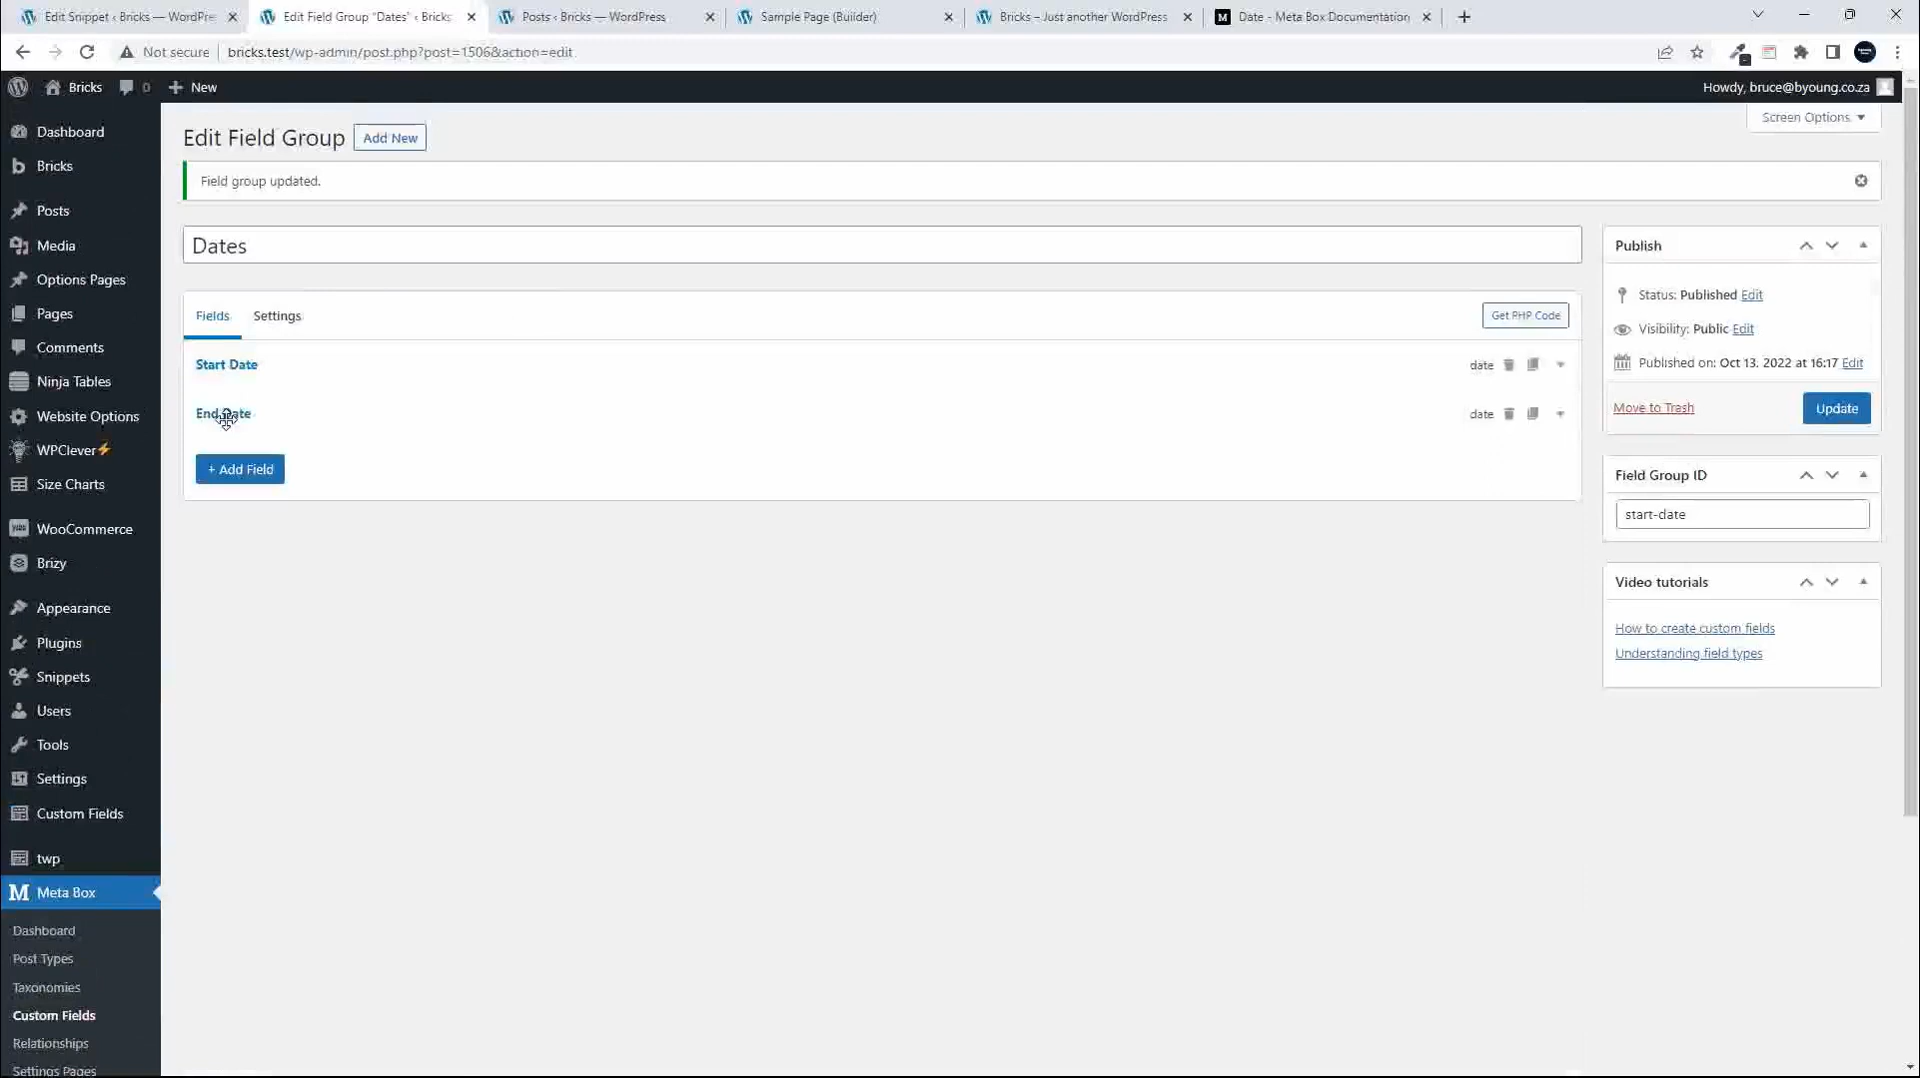 Edit Snippet ‹ Bricks — WordPre
Edit Field Group "Dates" ‹ Bricks
Posts ‹ Bricks — WordPress
Sample Page (Builder)
Bricks – Just another WordPress
Date - Meta Box Documentation
Not secure
bricks.test/wp-admin/post.php?post=1506&action=edit
Bricks
0
New
Howdy, bruce@byoung.co.za
Dashboard
Bricks
Posts
Media
Options Pages
Pages
Comments
Ninja Tables
Website Options
WPClever⚡
Size Charts
WooCommerce
Brizy
Appearance
Plugins
Snippets
Users
Tools
Settings
Custom Fields
twp
Meta Box
Dashboard
Post Types
Taxonomies
Custom Fields
Relationships
Settings Pages
Screen Options
Edit Field Group
Add New
Field group updated.
Dates
Fields
Settings
Get PHP Code
Start Date
date
End Date
date
+ Add Field
Publish
Status: Published Edit
Visibility: Public Edit
Published on: Oct 13, 2022 at 16:17 Edit
Move to Trash
Update
Field Group ID
start-date
Video tutorials
How to create custom fields
Understanding field types